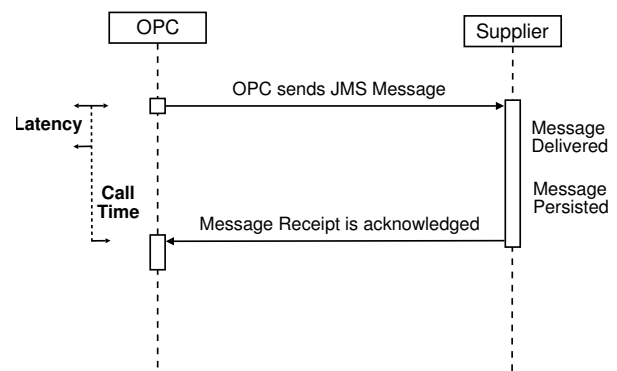 OPC
Supplier
OPC sends JMS Message
Latency
Message
Delivered
Call
Time
Message
Persisted
Message Receipt is acknowledged